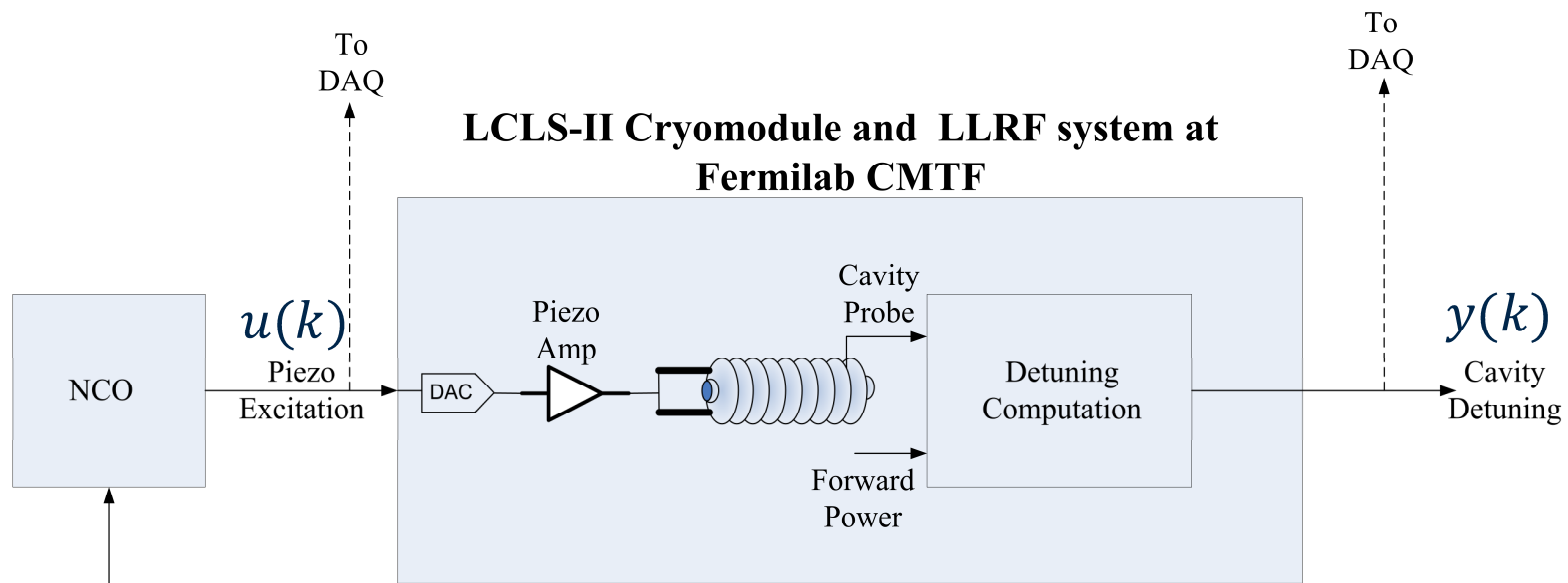 To
DAQ
To
DAQ
LCLS-II Cryomodule and LLRF system at
Fermilab CMTF
NCO
u(k)
Piezo
Excitation
DAC
Piezo
Amp
Cavity
Probe
Forward
Power
Detuning
Computation
y(k)
Cavity
Detuning